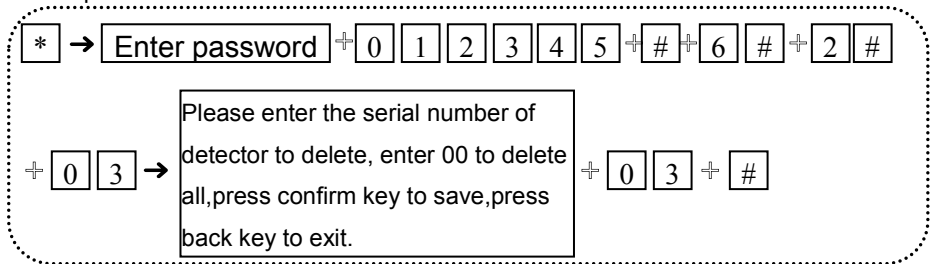 * → Enter password + 0 1 2 3 4 5 + # + 6 # + 2 #
+ 0 3 → Please enter the serial number of
detector to delete, enter 00 to delete
all,press confirm key to save,press
back key to exit. + 0 3 + #